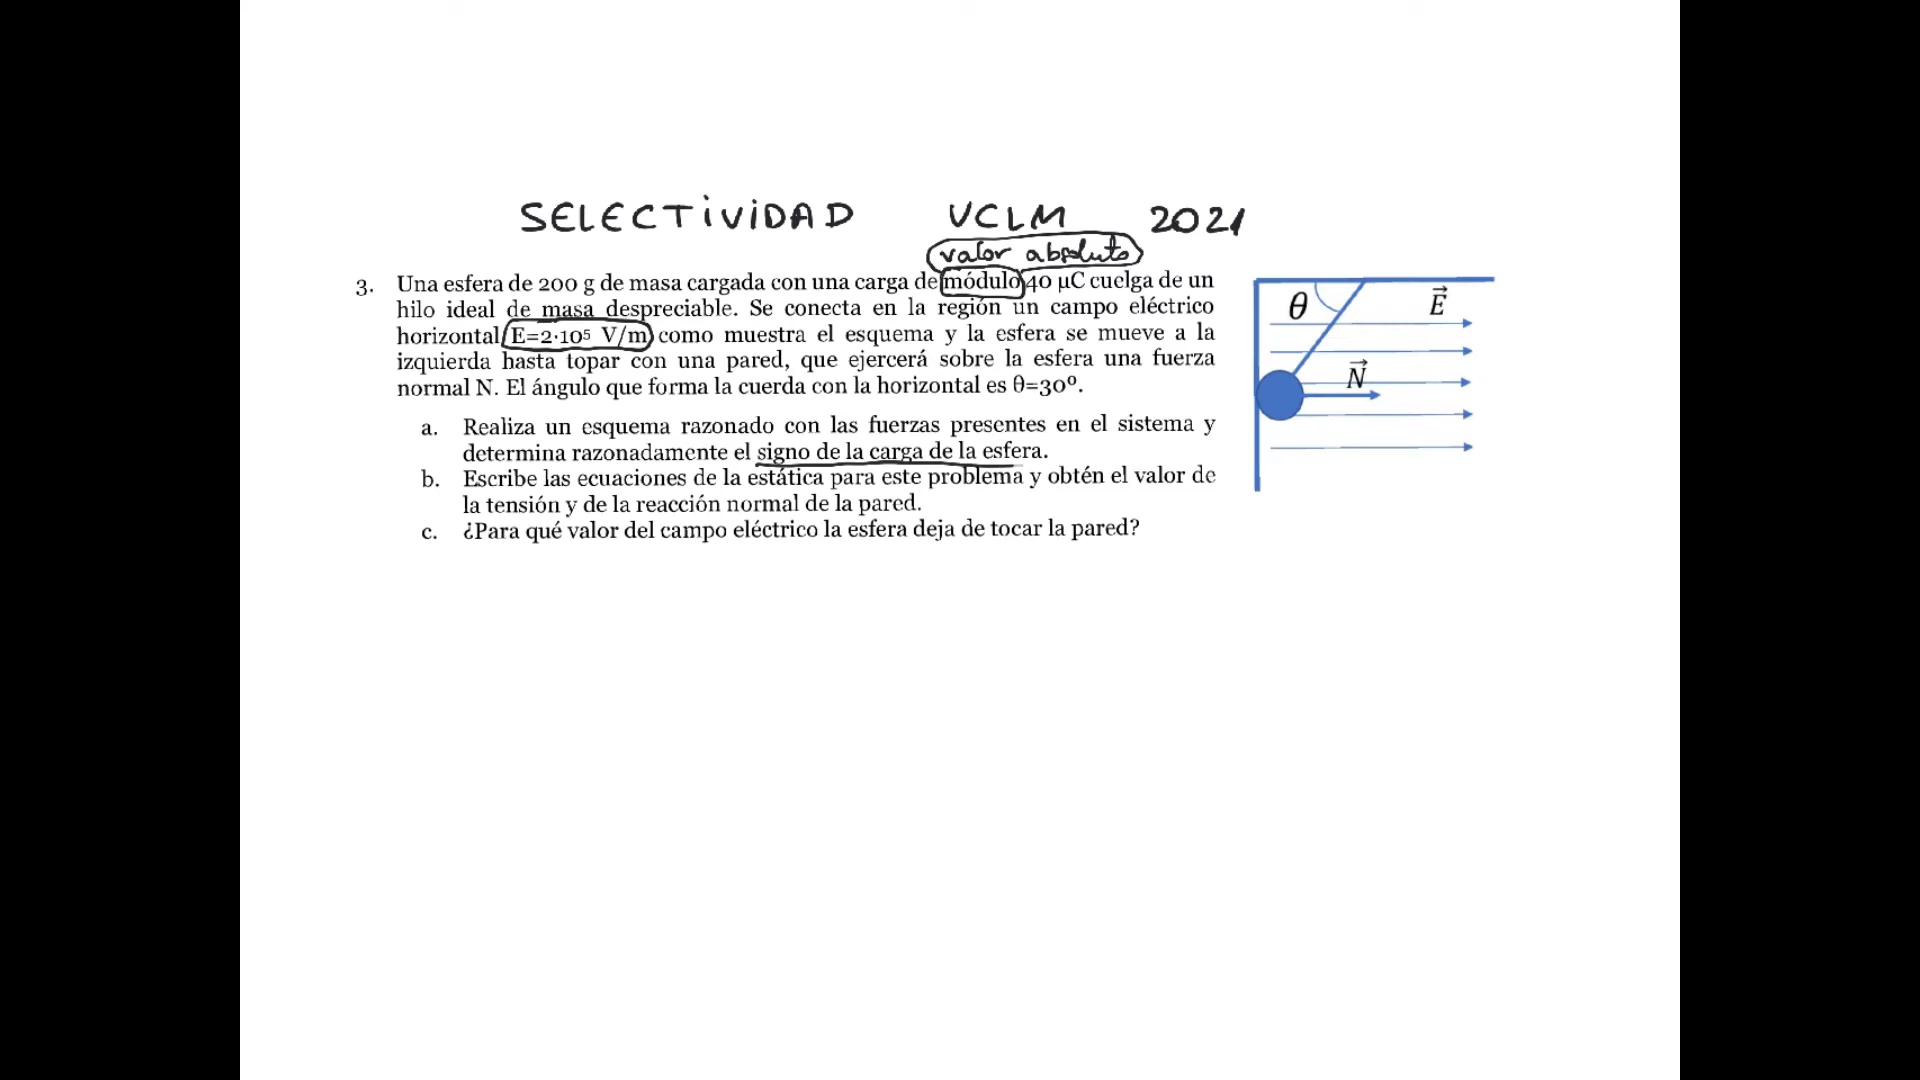 SELECTIVIDAD UCLM 2021
valor absoluto
3. Una esfera de 200 g de masa cargada con una carga de módulo 40 µC cuelga de un
hilo ideal de masa despreciable. Se conecta en la región un campo eléctrico
horizontal E=2·10⁵ V/m como muestra el esquema y la esfera se mueve a la
izquierda hasta topar con una pared, que ejercerá sobre la esfera una fuerza
normal N. El ángulo que forma la cuerda con la horizontal es θ=30º.
a. Realiza un esquema razonado con las fuerzas presentes en el sistema y
determina razonadamente el signo de la carga de la esfera.
b. Escribe las ecuaciones de la estática para este problema y obtén el valor de
la tensión y de la reacción normal de la pared.
c. ¿Para qué valor del campo eléctrico la esfera deja de tocar la pared?
θ
E⃗
N⃗